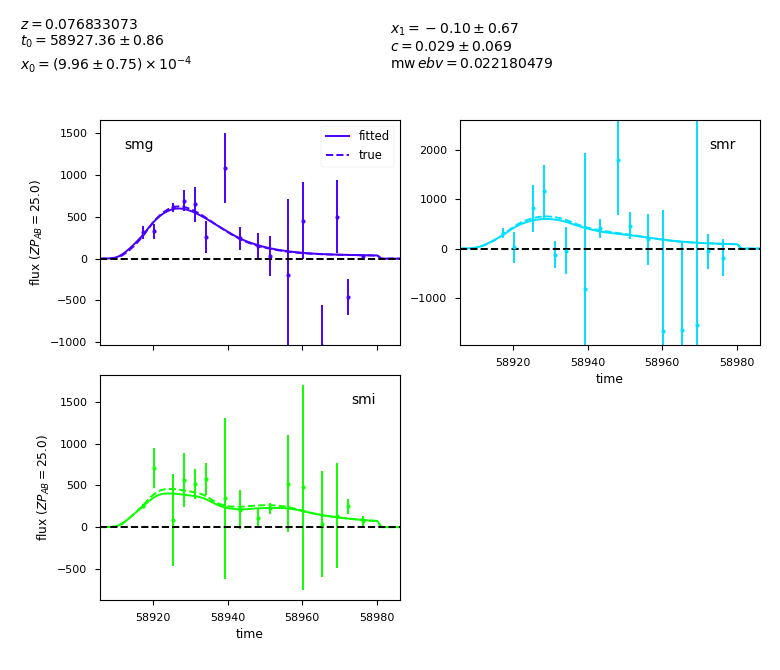 z = 0.076833073
t₀ = 58927.36 ± 0.86
x₀ = (9.96 ± 0.75) × 10⁻⁴
x₁ = −0.10 ± 0.67
c = 0.029 ± 0.069
mwebv = 0.022180479
smg
fitted
true
1500
1000
500
0
−500
−1000
flux (ZP_AB = 25.0)
smr
2000
1000
0
−1000
58920 58940 58960 58980
time
smi
1500
1000
500
0
−500
flux (ZP_AB = 25.0)
58920 58940 58960 58980
time